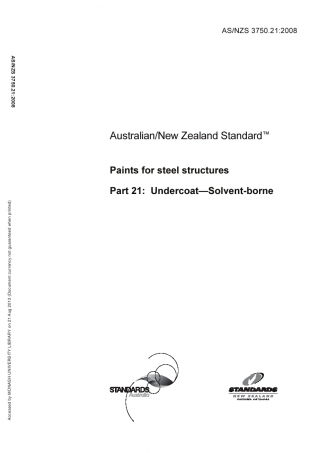 AS/NZS 3750.21:2008
AS/NZS 3750.21:2008
Australian/New Zealand Standard™
Paints for steel structures
Part 21: Undercoat—Solvent-borne
Accessed by MONASH UNIVERSITY LIBRARY on 21 Aug 2010 (Document currency not guaranteed when printed)
STANDARDS
Australia
STANDARDS
NEW ZEALAND